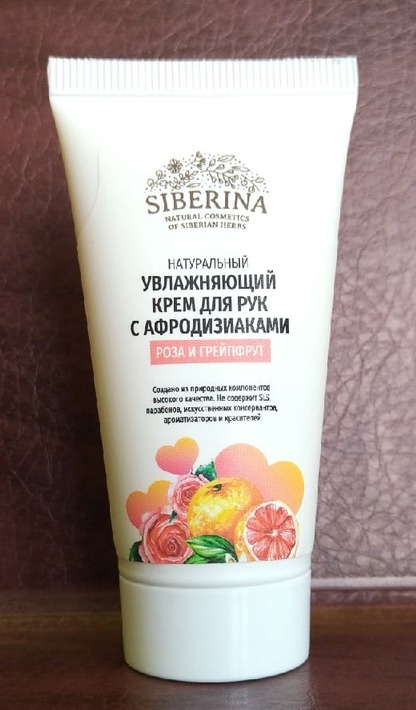 SIBERINA
NATURAL COSMETICS
OF SIBERIAN HERBS
НАТУРАЛЬНЫЙ
УВЛАЖНЯЮЩИЙ
КРЕМ ДЛЯ РУК
С АФРОДИЗИАКАМИ
РОЗА И ГРЕЙПФРУТ
Создано из природных компонентов
высокого качества. Не содержит SLS,
парабенов, искусственных консервантов,
ароматизаторов и красителей